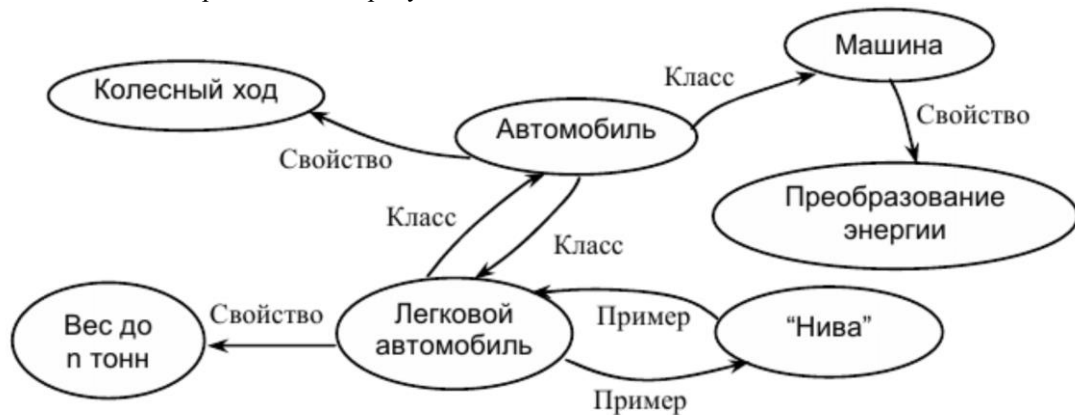 Машина
Класс
Колесный ход
Автомобиль
Свойство
Свойство
Преобразование
энергии
Класс
Класс
Свойство
Легковой
автомобиль
Пример
“Нива”
Вес до
n тонн
Пример